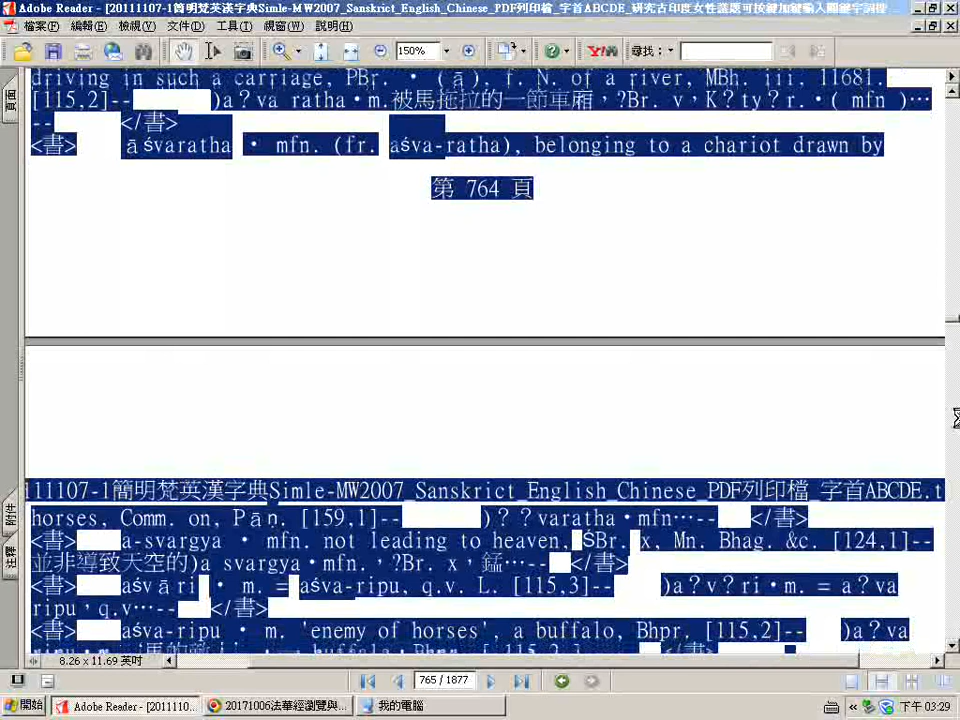 Adobe Reader - [20111107-1簡明梵英漢字典Simle-MW2007_Sanskrict_English_Chinese_PDF列印檔_字首ABCDE_研究古印度女性議題可按鍵加鍵輸入關鍵字詞搜
檔案(F) 編輯(E) 檢視(V) 文件(D) 工具(T) 視窗(W) 說明(H)
150% 尋找:
頁面
driving in such a carriage, PBr. • (ā). f. N. of a river, MBh. iii. 11681.
[115,2]-- )a？va ratha•m.被馬拖拉的一節車廂，?Br. v，K？ty？r.•( mfn )…
-- </書>
<書> āśvaratha • mfn. (fr. aśva-ratha), belonging to a chariot drawn by
第 764 頁
111107-1簡明梵英漢字典Simle-MW2007_Sanskrict_English_Chinese_PDF列印檔_字首ABCDE.t
horses, Comm. on, Pāṇ. [159,1]-- )？？varatha•mfn…-- </書>
<書> a-svargya • mfn. not leading to heaven, ŚBr. x, Mn. Bhag. &c. [124,1]--
並非導致天空的)a svargya•mfn.，?Br. x，錳…-- </書>
<書> aśvāri • m. = aśva-ripu, q.v. L. [115,3]-- )a？v？ri•m. = a？va
ripu，q.v…-- </書>
<書> aśva-ripu • m. 'enemy of horses', a buffalo, Bhpr. [115,2]-- )a？va
附件
注釋
8.26 x 11.69 英吋
765 / 1877
開始 Adobe Reader - [2011110... 20171006法華經瀏覽與... 我的電腦 下午 03:29